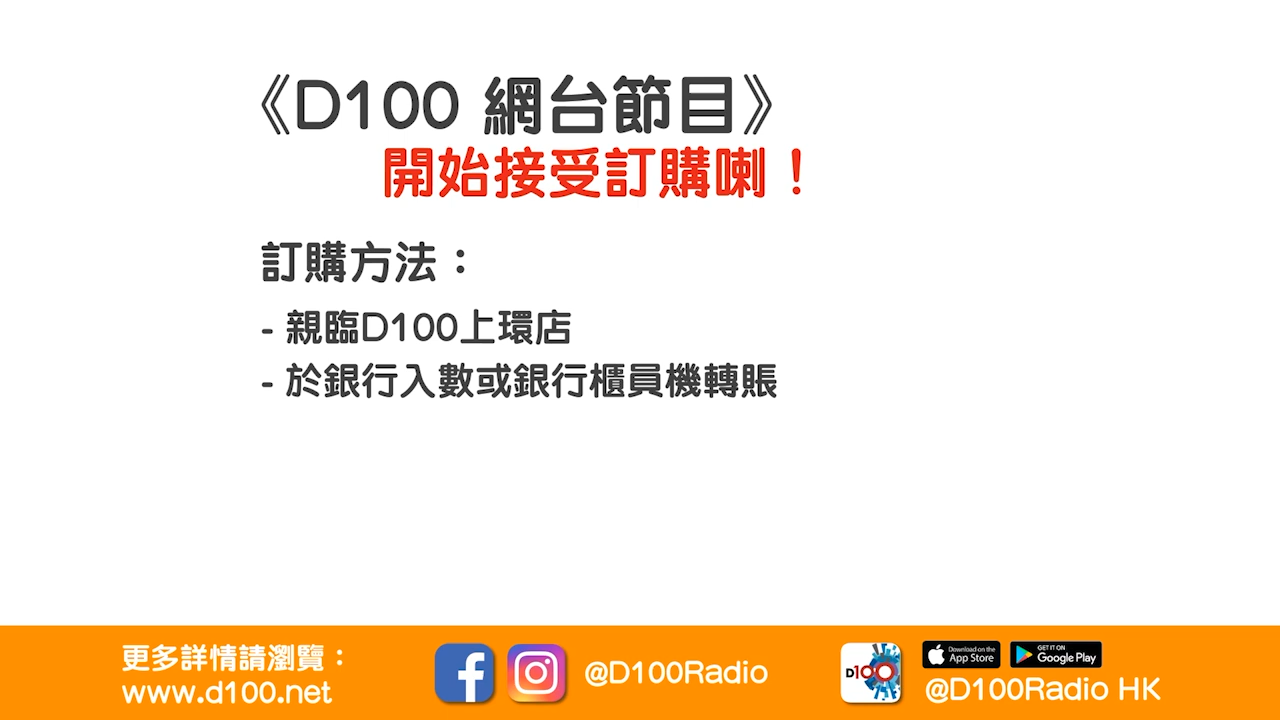 《D100 網台節目》
開始接受訂購喇！
訂購方法：
- 親臨D100上環店
- 於銀行入數或銀行櫃員機轉賬
更多詳情請瀏覽：
www.d100.net
@D100Radio
D100
Download on the
App Store
GET IT ON
Google Play
@D100Radio HK